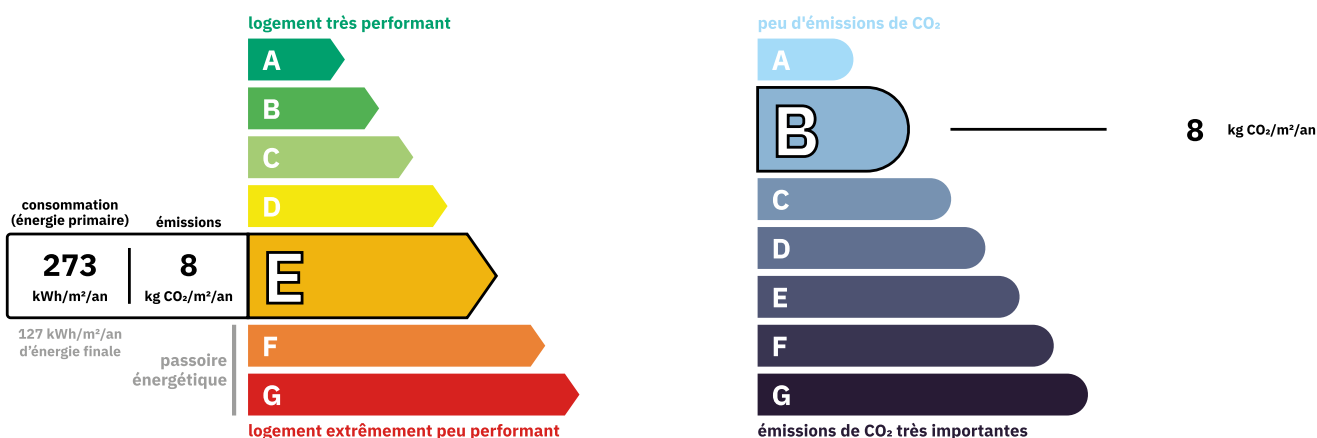 logement très performant
A
B
C
D
consommation
(énergie primaire)
émissions
273
kWh/m²/an
8
kg CO₂/m²/an
E
127 kWh/m²/an
d'énergie finale
passoire
énergétique
F
G
logement extrêmement peu performant
peu d'émissions de CO₂
A
B
8 kg CO₂/m²/an
C
D
E
F
G
émissions de CO₂ très importantes